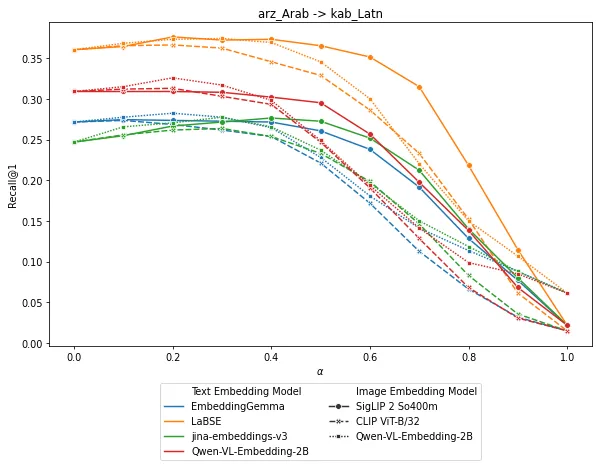 arz_Arab -> kab_Latn
Recall@1
0.35
0.30
0.25
0.20
0.15
0.10
0.05
0.00
0.0 0.2 0.4 0.6 0.8 1.0
α
Text Embedding Model
EmbeddingGemma
LaBSE
jina-embeddings-v3
Qwen-VL-Embedding-2B
Image Embedding Model
SigLIP 2 So400m
CLIP ViT-B/32
Qwen-VL-Embedding-2B